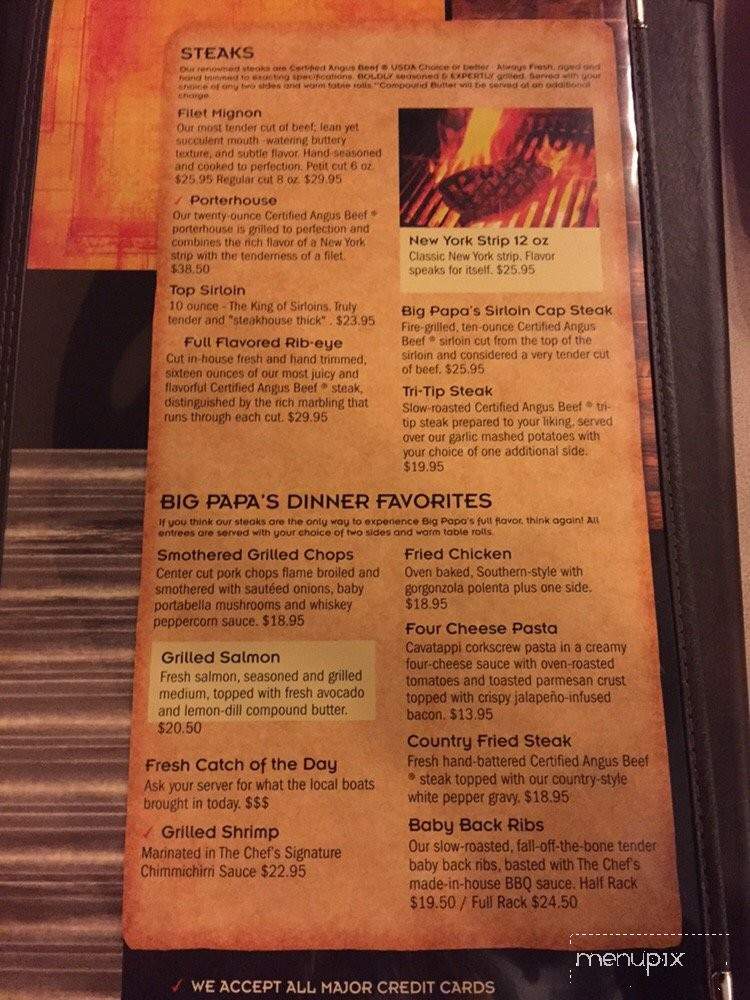 STEAKS
Our renowned steaks are Certified Angus Beef ® USDA Choice or better - Always Fresh, aged and
hand trimmed to exacting specifications. BOLDLY seasoned & EXPERTLY grilled. Served with your
choice of any two sides and warm table rolls.**Compound Butter will be served at an additional
charge.
Filet Mignon
Our most tender cut of beef; lean yet
succulent mouth -watering buttery
texture, and subtle flavor. Hand-seasoned
and cooked to perfection. Petit cut 6 oz.
$25.95 Regular cut 8 oz. $29.95
✓ Porterhouse
Our twenty-ounce Certified Angus Beef ®
porterhouse is grilled to perfection and
combines the rich flavor of a New York
strip with the tenderness of a filet.
$38.50
Top Sirloin
10 ounce - The King of Sirloins. Truly
tender and "steakhouse thick" . $23.95
Full Flavored Rib-eye
Cut in-house fresh and hand trimmed,
sixteen ounces of our most juicy and
flavorful Certified Angus Beef ® steak,
distinguished by the rich marbling that
runs through each cut. $29.95
New York Strip 12 oz
Classic New York strip. Flavor
speaks for itself. $25.95
Big Papa's Sirloin Cap Steak
Fire-grilled, ten-ounce Certified Angus
Beef ® sirloin cut from the top of the
sirloin and considered a very tender cut
of beef. $25.95
Tri-Tip Steak
Slow-roasted Certified Angus Beef ® tri-
tip steak prepared to your liking, served
over our garlic mashed potatoes with
your choice of one additional side.
$19.95
BIG PAPA'S DINNER FAVORITES
If you think our steaks are the only way to experience Big Papa's full flavor, think again! All
entrees are served with your choice of two sides and warm table rolls.
Smothered Grilled Chops
Center cut pork chops flame broiled and
smothered with sautéed onions, baby
portabella mushrooms and whiskey
peppercorn sauce. $18.95
Grilled Salmon
Fresh salmon, seasoned and grilled
medium, topped with fresh avocado
and lemon-dill compound butter.
$20.50
Fresh Catch of the Day
Ask your server for what the local boats
brought in today. $$$
✓ Grilled Shrimp
Marinated in The Chef's Signature
Chimmichirri Sauce $22.95
Fried Chicken
Oven baked, Southern-style with
gorgonzola polenta plus one side.
$18.95
Four Cheese Pasta
Cavatappi corkscrew pasta in a creamy
four-cheese sauce with oven-roasted
tomatoes and toasted parmesan crust
topped with crispy jalapeño-infused
bacon. $13.95
Country Fried Steak
Fresh hand-battered Certified Angus Beef
® steak topped with our country-style
white pepper gravy. $18.95
Baby Back Ribs
Our slow-roasted, fall-off-the-bone tender
baby back ribs, basted with The Chef's
made-in-house BBQ sauce. Half Rack
$19.50 / Full Rack $24.50
✓ WE ACCEPT ALL MAJOR CREDIT CARDS
menupix